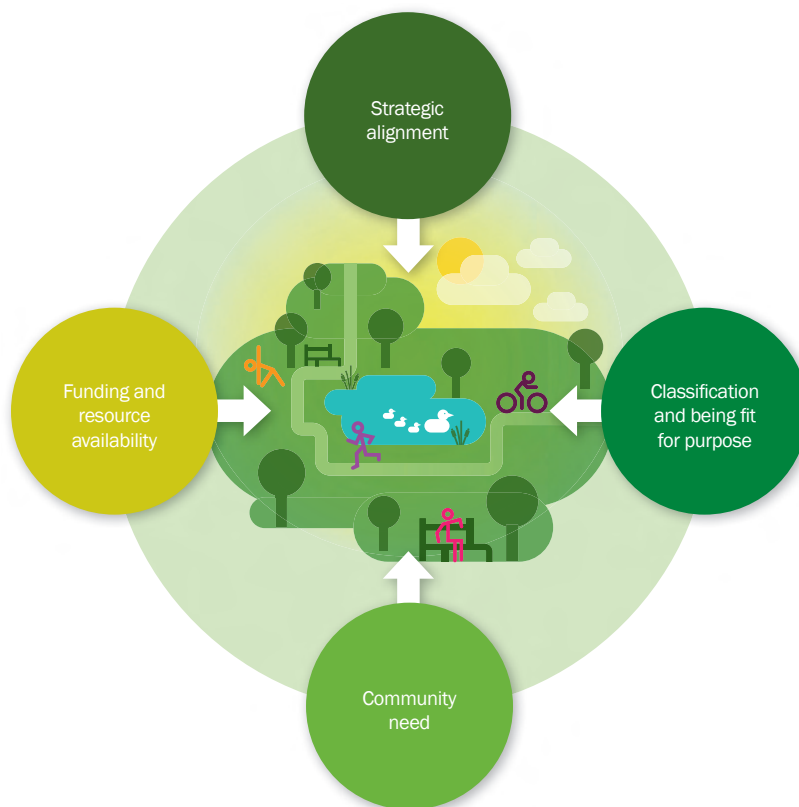 Strategic
alignment
Funding and
resource
availability
Classification
and being fit
for purpose
Community
need